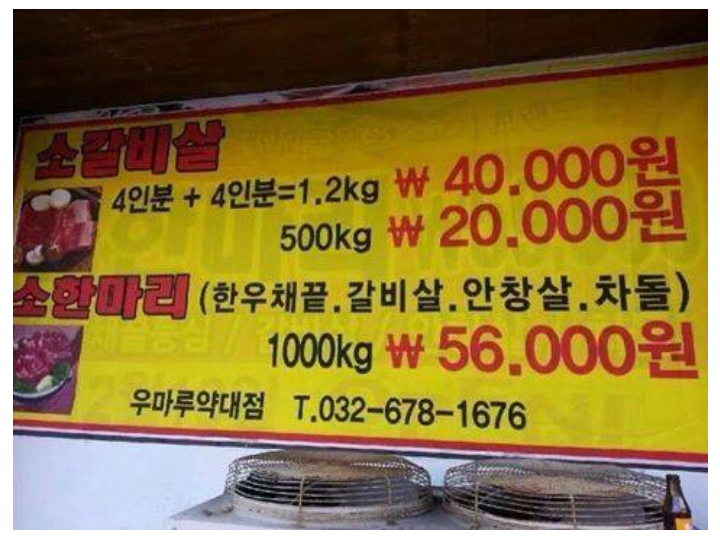 소갈비살
4인분 + 4인분=1.2kg ₩ 40.000원
500kg ₩ 20.000원
소한마리 (한우채끝.갈비살.안창살.차돌)
1000kg ₩ 56.000원
우마루약대점 T.032-678-1676